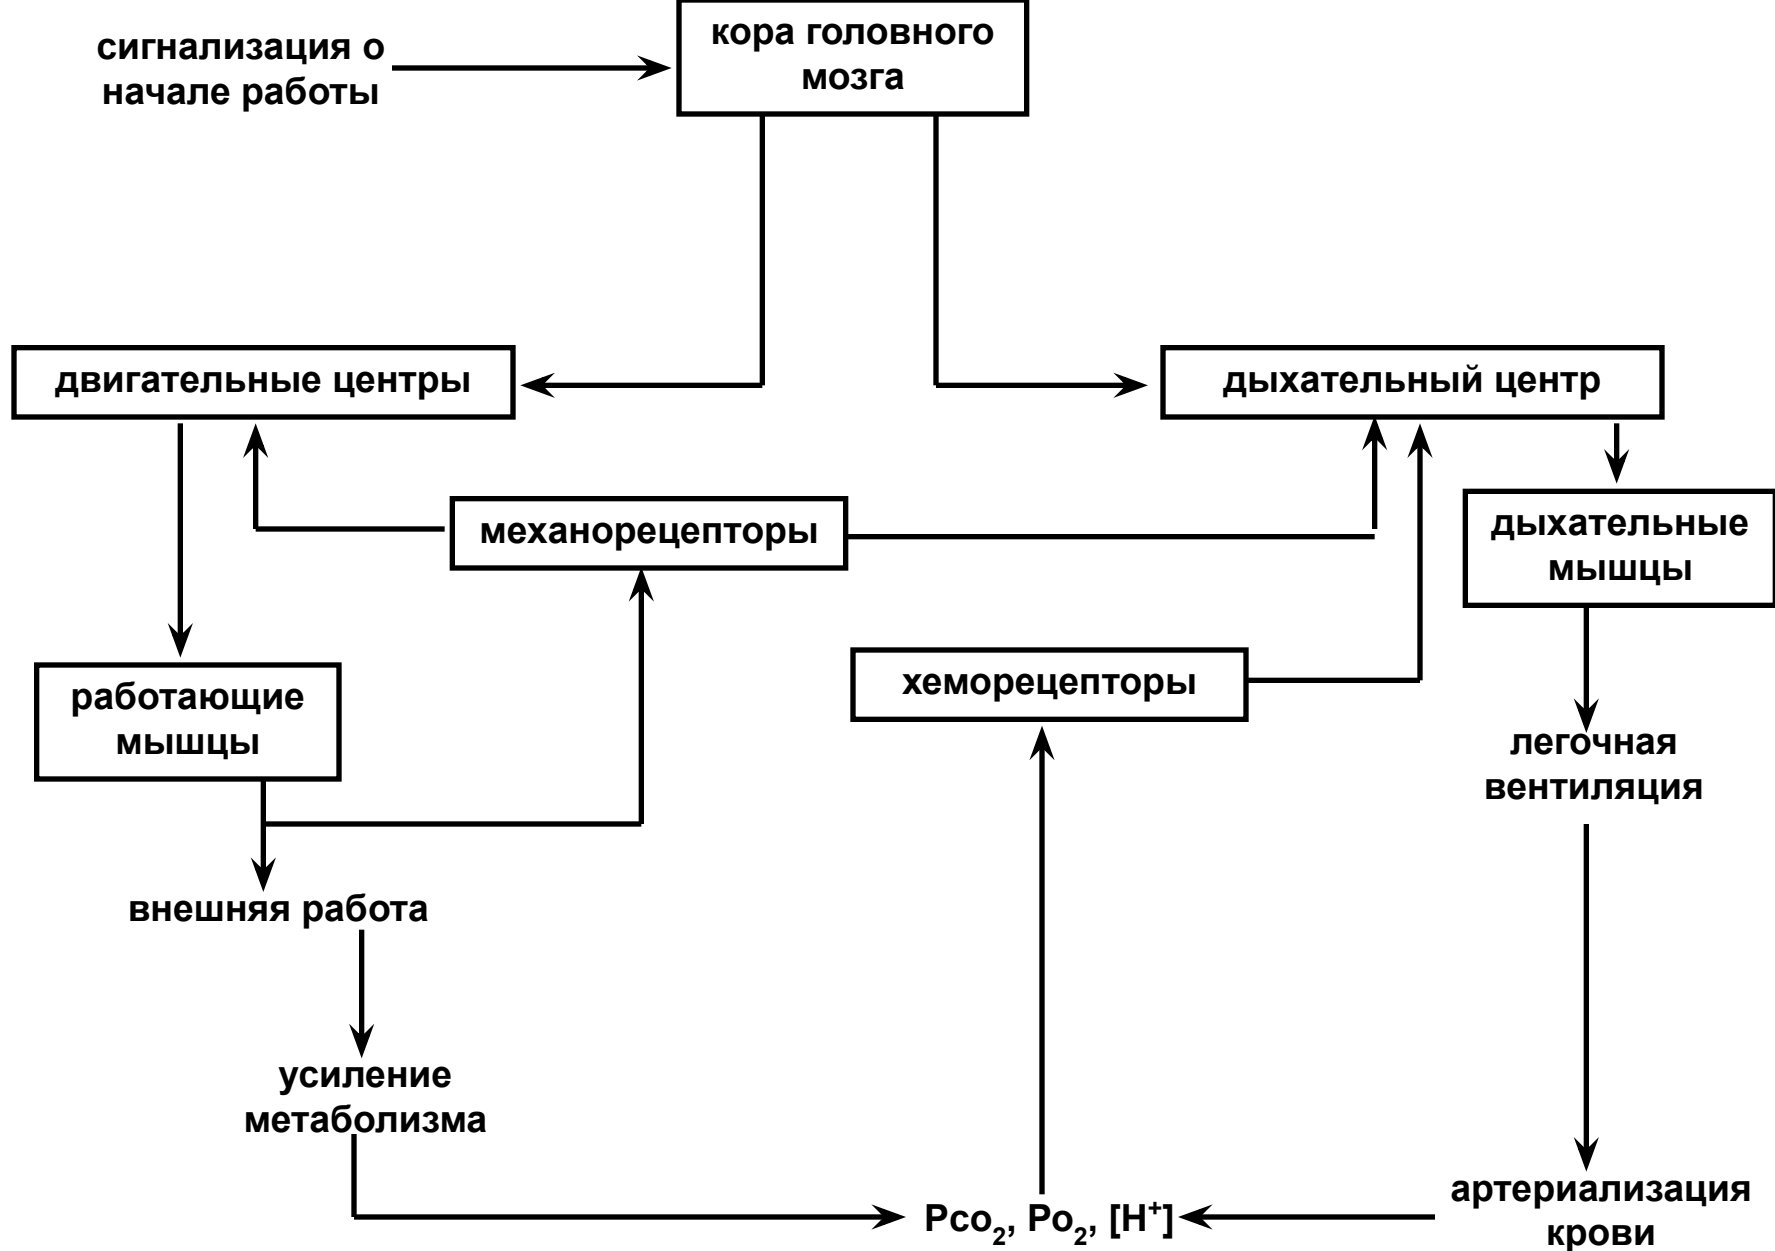 сигнализация о
начале работы
кора головного
мозга
двигательные центры
дыхательный центр
механорецепторы
дыхательные
мышцы
работающие
мышцы
хеморецепторы
легочная
вентиляция
внешняя работа
усиление
метаболизма
Pco₂, Po₂, [H⁺]
артериализация
крови